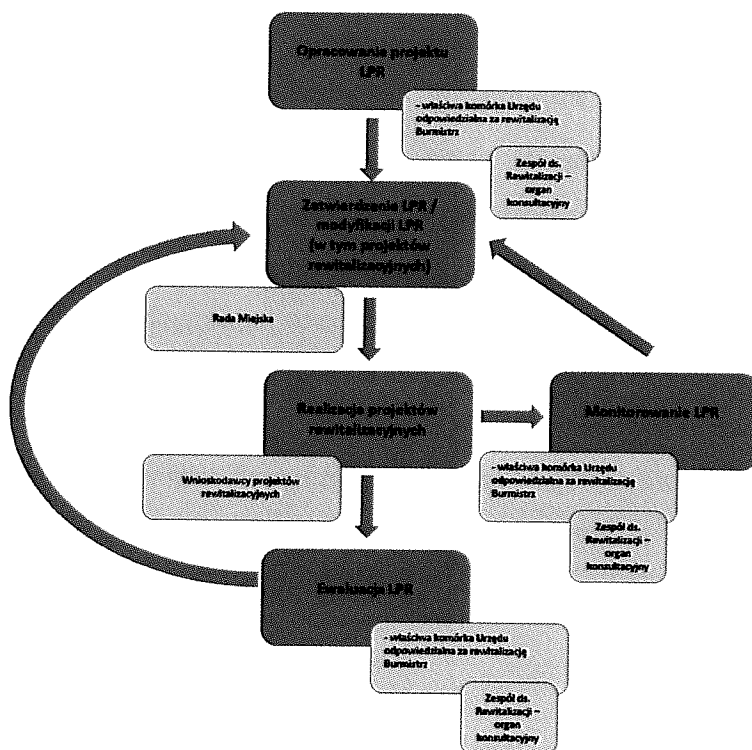 Opracowanie projektu
LPR
- właściwa komórka Urzędu
odpowiedzialna za rewitalizację
Burmistrz
Zespół ds.
Rewitalizacji –
organ
konsultacyjny
Zatwierdzenie LPR /
modyfikacji LPR
(w tym projektów
rewitalizacyjnych)
Rada Miejska
Realizacja projektów
rewitalizacyjnych
Monitorowanie LPR
Wnioskodawcy projektów
rewitalizacyjnych
- właściwa komórka Urzędu
odpowiedzialna za rewitalizację
Burmistrz
Zespół ds.
Rewitalizacji –
organ
konsultacyjny
Ewaluacja LPR
- właściwa komórka Urzędu
odpowiedzialna za rewitalizację
Burmistrz
Zespół ds.
Rewitalizacji –
organ
konsultacyjny